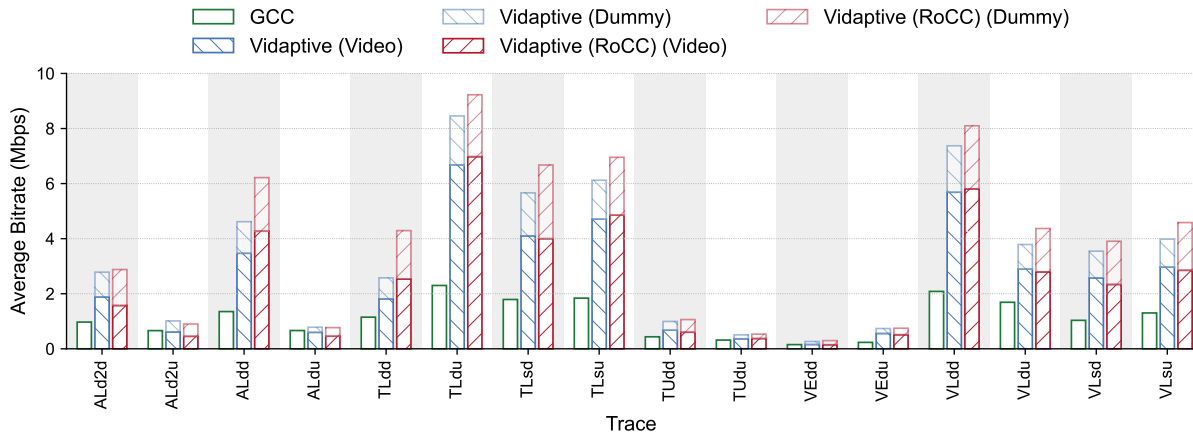 GCC
Vidaptive (Dummy)
Vidaptive (RoCC) (Dummy)
Vidaptive (Video)
Vidaptive (RoCC) (Video)
Average Bitrate (Mbps)
10
8
6
4
2
0
ALd2d
ALd2u
ALdd
ALdu
TLdd
TLdu
TLsd
TLsu
TUdd
TUdu
VEdd
VEdu
VLdd
VLdu
VLsd
VLsu
Trace